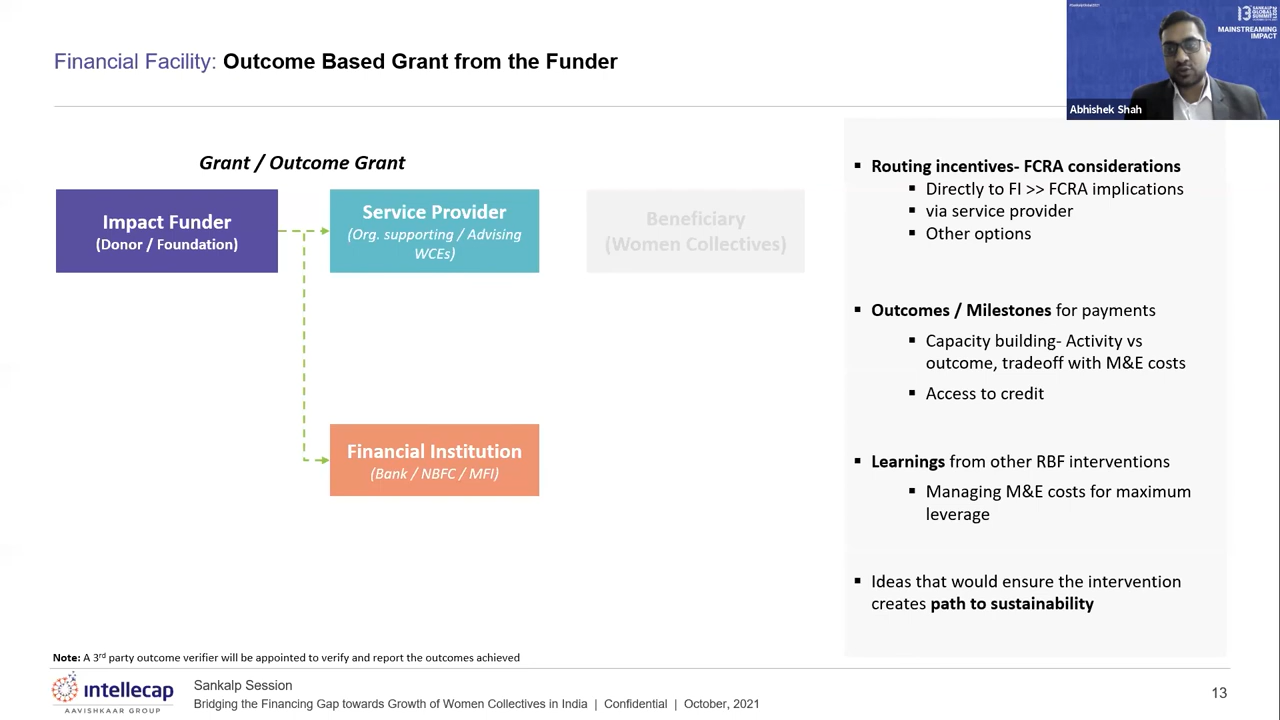 Financial Facility: Outcome Based Grant from the Funder
SANKALP
GLOBAL
SUMMIT
MAINSTREAMING
IMPACT
Abhishek Shah
Grant / Outcome Grant
Impact Funder
(Donor / Foundation)
Service Provider
(Org. supporting / Advising
WCEs)
Beneficiary
(Women Collectives)
Financial Institution
(Bank / NBFC / MFI)
▪ Routing incentives- FCRA considerations
▪ Directly to FI >> FCRA implications
▪ via service provider
▪ Other options
▪ Outcomes / Milestones for payments
▪ Capacity building- Activity vs
outcome, tradeoff with M&E costs
▪ Access to credit
▪ Learnings from other RBF interventions
▪ Managing M&E costs for maximum
leverage
▪ Ideas that would ensure the intervention
creates path to sustainability
Note: A 3rd party outcome verifier will be appointed to verify and report the outcomes achieved
intellecap
AAVISHKAAR GROUP
Sankalp Session
Bridging the Financing Gap towards Growth of Women Collectives in India | Confidential | October, 2021
13